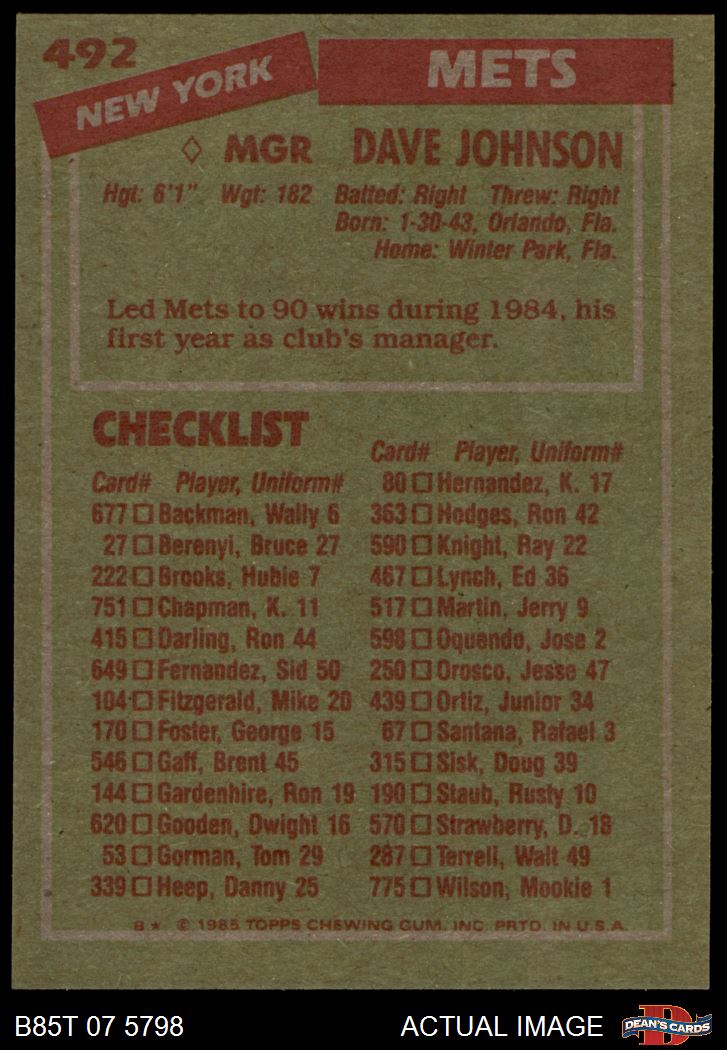 492
NEW YORK
METS
◇ MGR DAVE JOHNSON
Hgt: 6'1" Wgt: 182 Batted: Right Threw: Right
Born: 1-30-43, Orlando, Fla.
Home: Winter Park, Fla.
Led Mets to 90 wins during 1984, his
first year as club's manager.
CHECKLIST
Card# Player, Uniform#
677 □ Backman, Wally 6
27 □ Berenyi, Bruce 27
222 □ Brooks, Hubie 7
751 □ Chapman, K. 11
415 □ Darling, Ron 44
649 □ Fernandez, Sid 50
104 □ Fitzgerald, Mike 20
170 □ Foster, George 15
546 □ Gaff, Brent 45
144 □ Gardenhire, Ron 19
620 □ Gooden, Dwight 16
53 □ Gorman, Tom 29
339 □ Heep, Danny 25
Card# Player, Uniform#
80 □ Hernandez, K. 17
363 □ Hodges, Ron 42
590 □ Knight, Ray 22
467 □ Lynch, Ed 36
517 □ Martin, Jerry 9
598 □ Oquendo, Jose 2
250 □ Orosco, Jesse 47
439 □ Ortiz, Junior 34
67 □ Santana, Rafael 3
315 □ Sisk, Doug 39
190 □ Staub, Rusty 10
570 □ Strawberry, D. 18
287 □ Terrell, Walt 49
775 □ Wilson, Mookie 1
B★ © 1985 TOPPS CHEWING GUM, INC. PRTD. IN U.S.A.
B85T 07 5798
ACTUAL IMAGE
D
DEAN'S CARDS